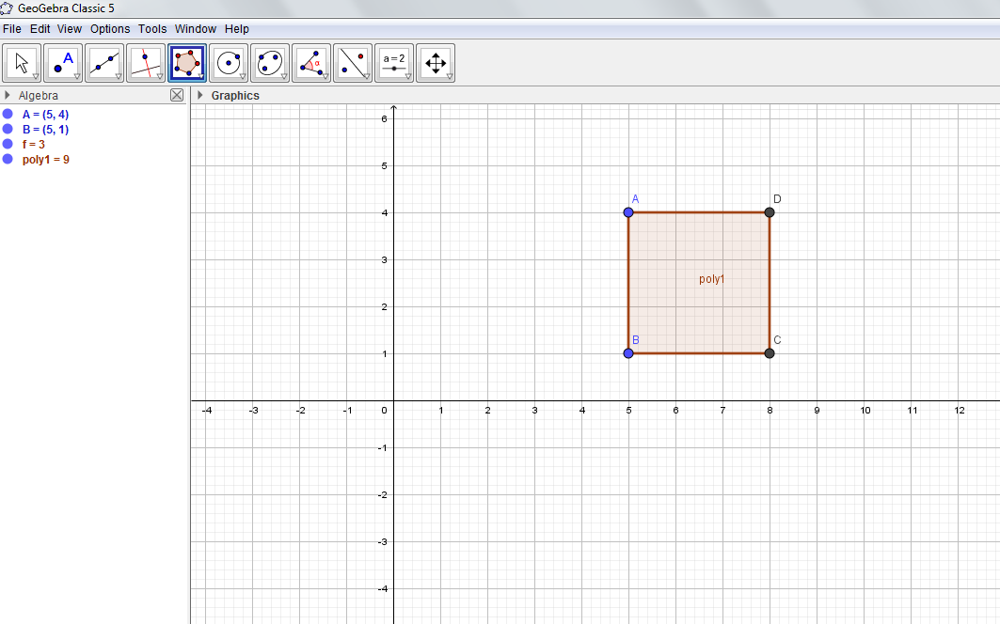 GeoGebra Classic 5
File Edit View Options Tools Window Help
A
α
a=2
Algebra
Graphics
A = (5, 4)
B = (5, 1)
f = 3
poly1 = 9
6
5
A
D
4
3
poly1
2
B
C
1
-4 -3 -2 -1 0 1 2 3 4 5 6 7 8 9 10 11 12
-1
-2
-3
-4